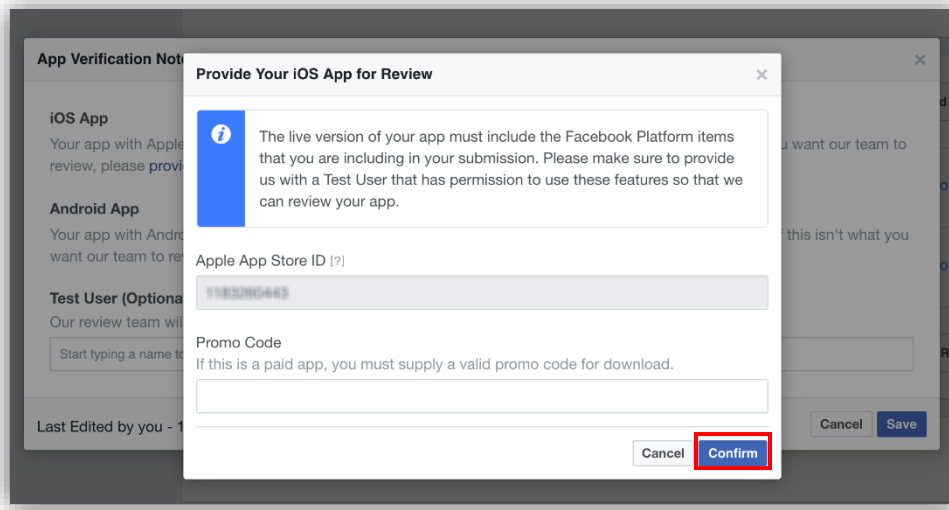 App Verification Not
Provide Your iOS App for Review
iOS App
Your app with Apple
u want our team to
review, please provi
The live version of your app must include the Facebook Platform items
that you are including in your submission. Please make sure to provide
us with a Test User that has permission to use these features so that we
can review your app.
Android App
Your app with Andro
f this isn't what you
want our team to re
Apple App Store ID [?]
Test User (Optiona
Our review team wil
Start typing a name to
Promo Code
If this is a paid app, you must supply a valid promo code for download.
Last Edited by you - 1
Cancel Save
Cancel Confirm